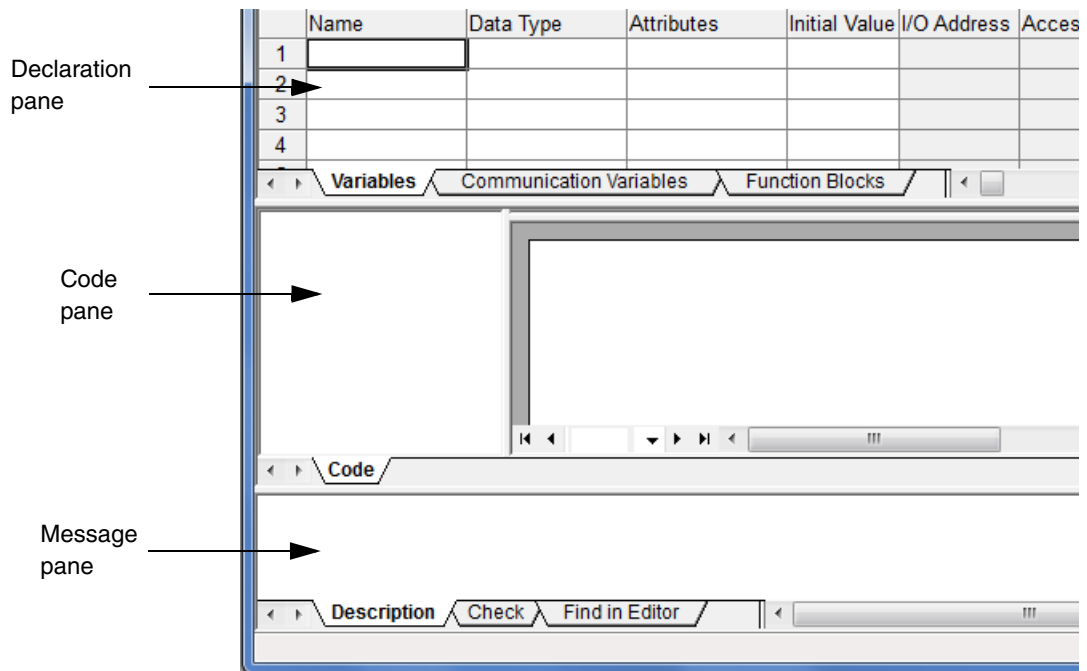 Name Data Type Attributes Initial Value I/O Address Acces
1
Declaration pane
2
3
4
Variables Communication Variables Function Blocks
Code pane
Code
Message pane
Description Check Find in Editor